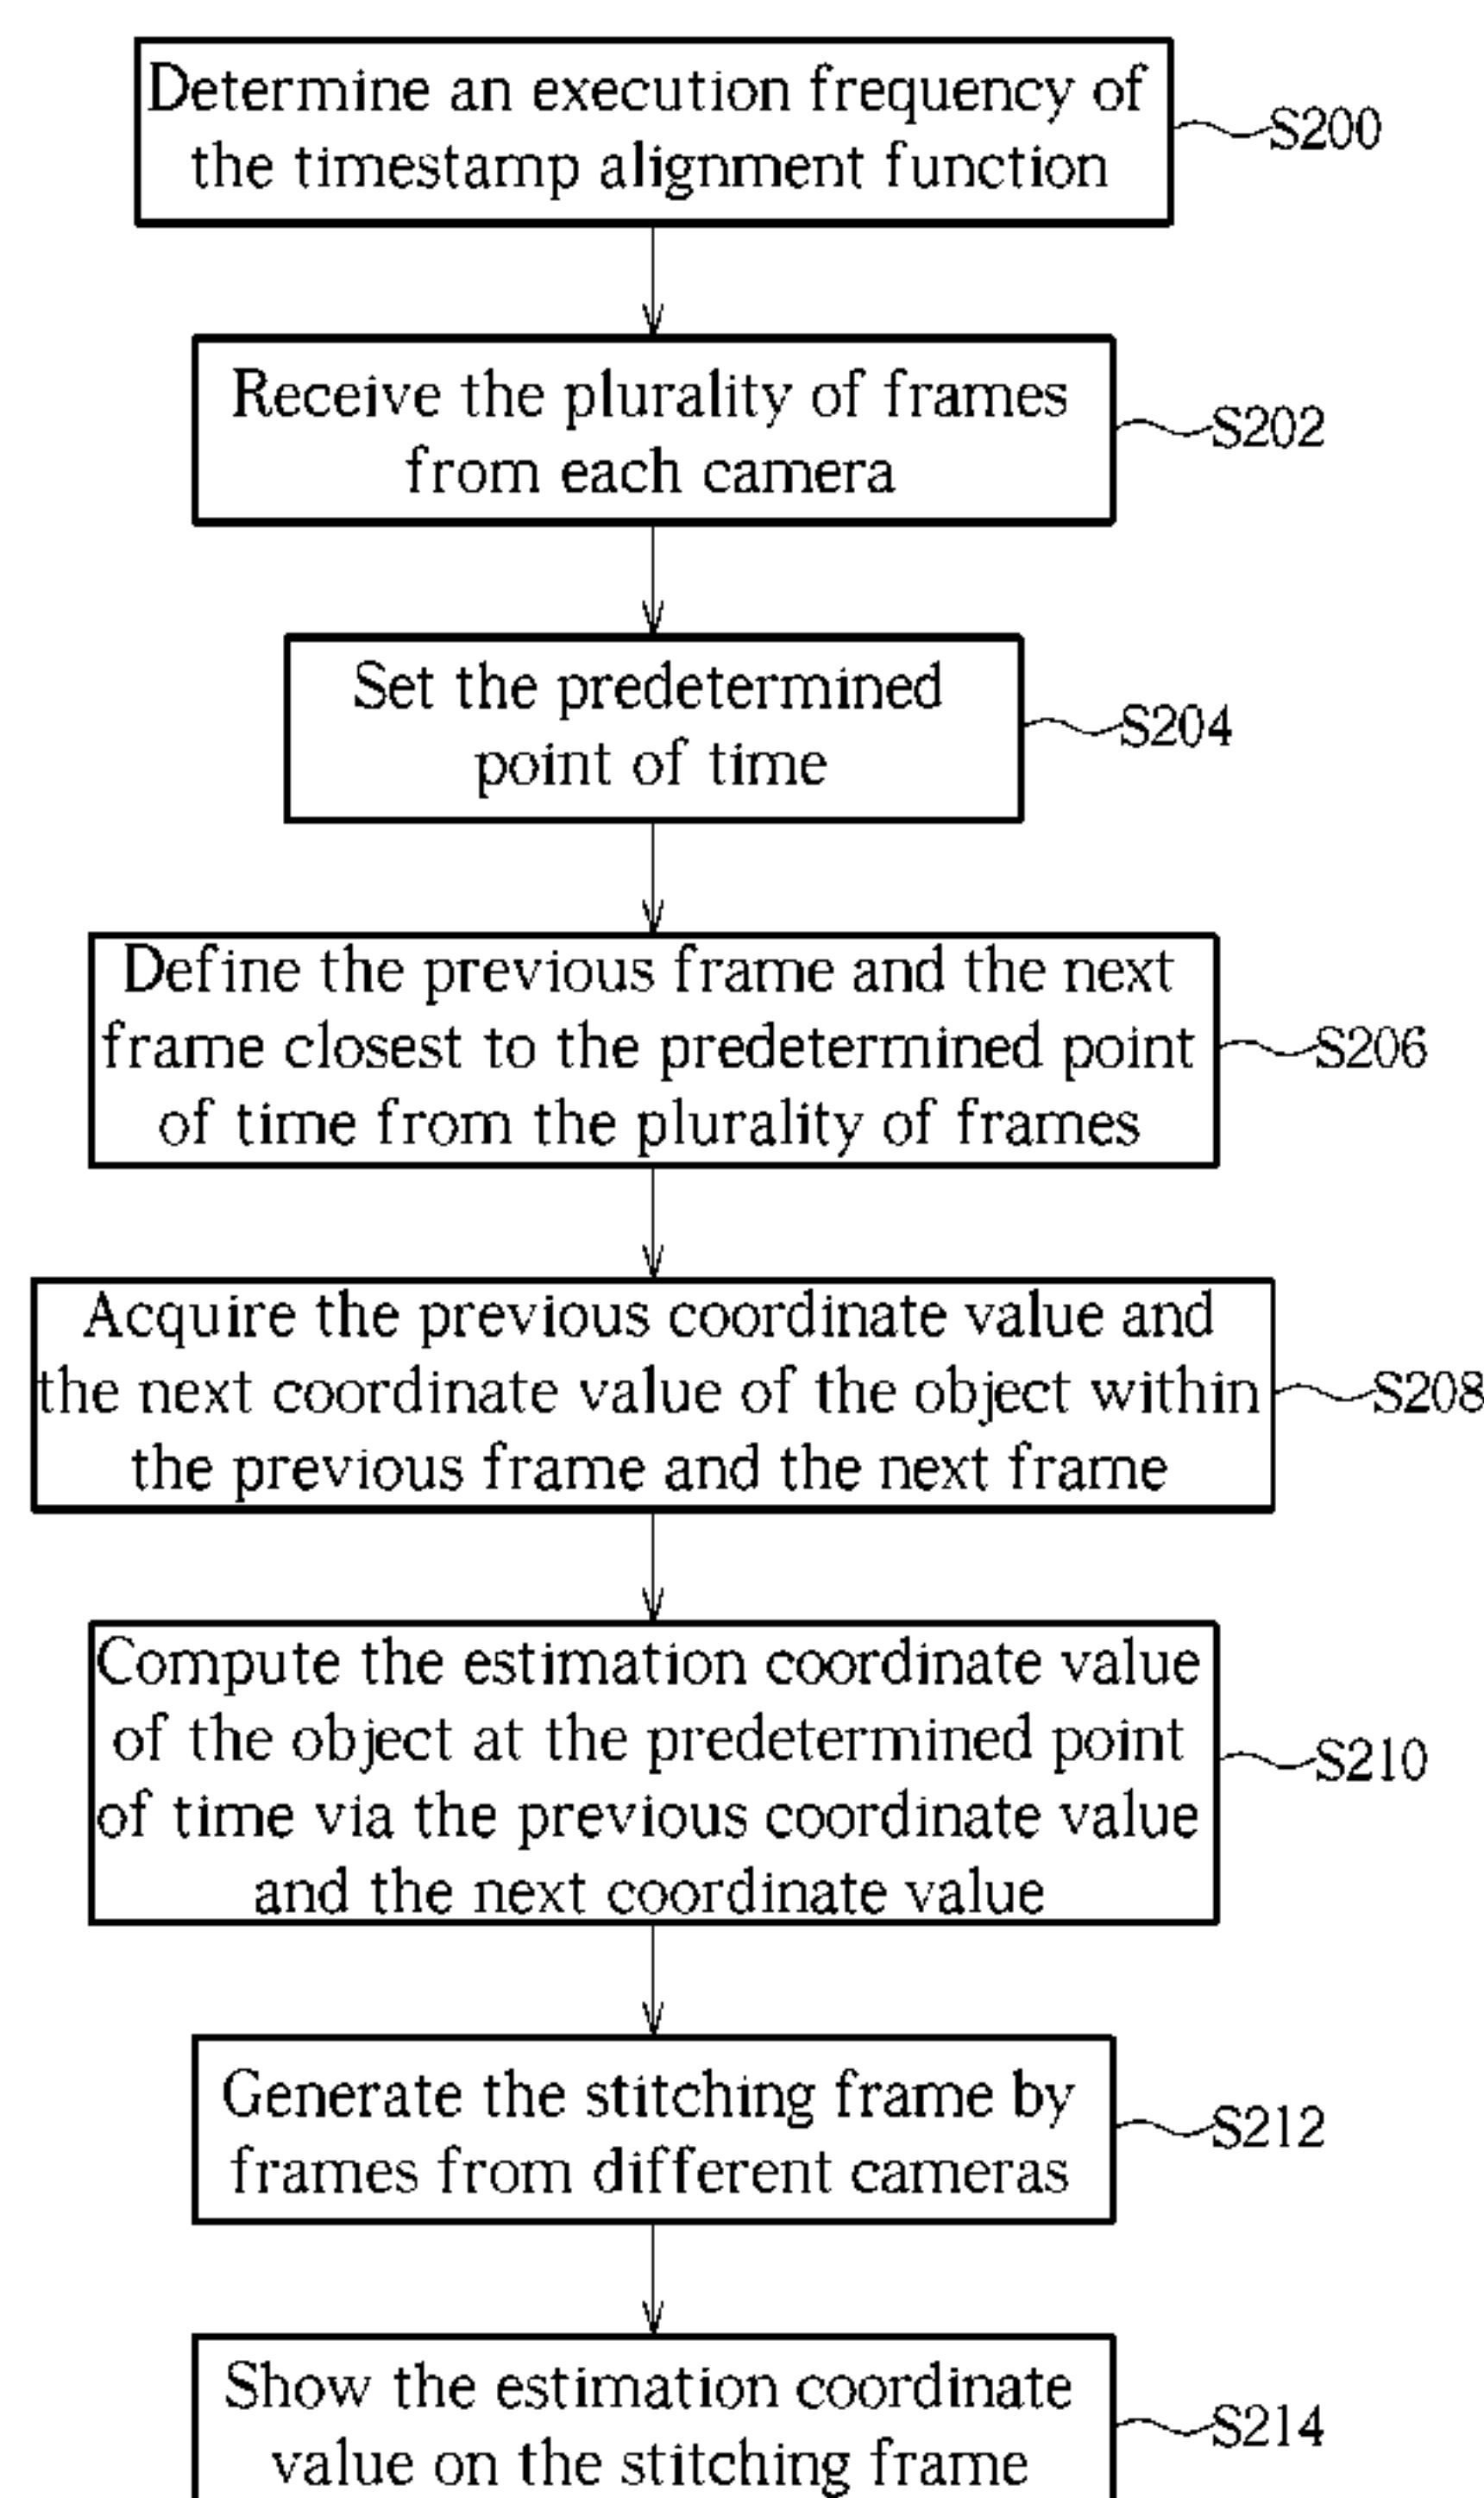 Determine an execution frequency of
the timestamp alignment function
S200
Receive the plurality of frames
from each camera
S202
Set the predetermined
point of time
S204
Define the previous frame and the next
frame closest to the predetermined point
of time from the plurality of frames
S206
Acquire the previous coordinate value and
the next coordinate value of the object within
the previous frame and the next frame
S208
Compute the estimation coordinate value
of the object at the predetermined point
of time via the previous coordinate value
and the next coordinate value
S210
Generate the stitching frame by
frames from different cameras
S212
Show the estimation coordinate
value on the stitching frame
S214